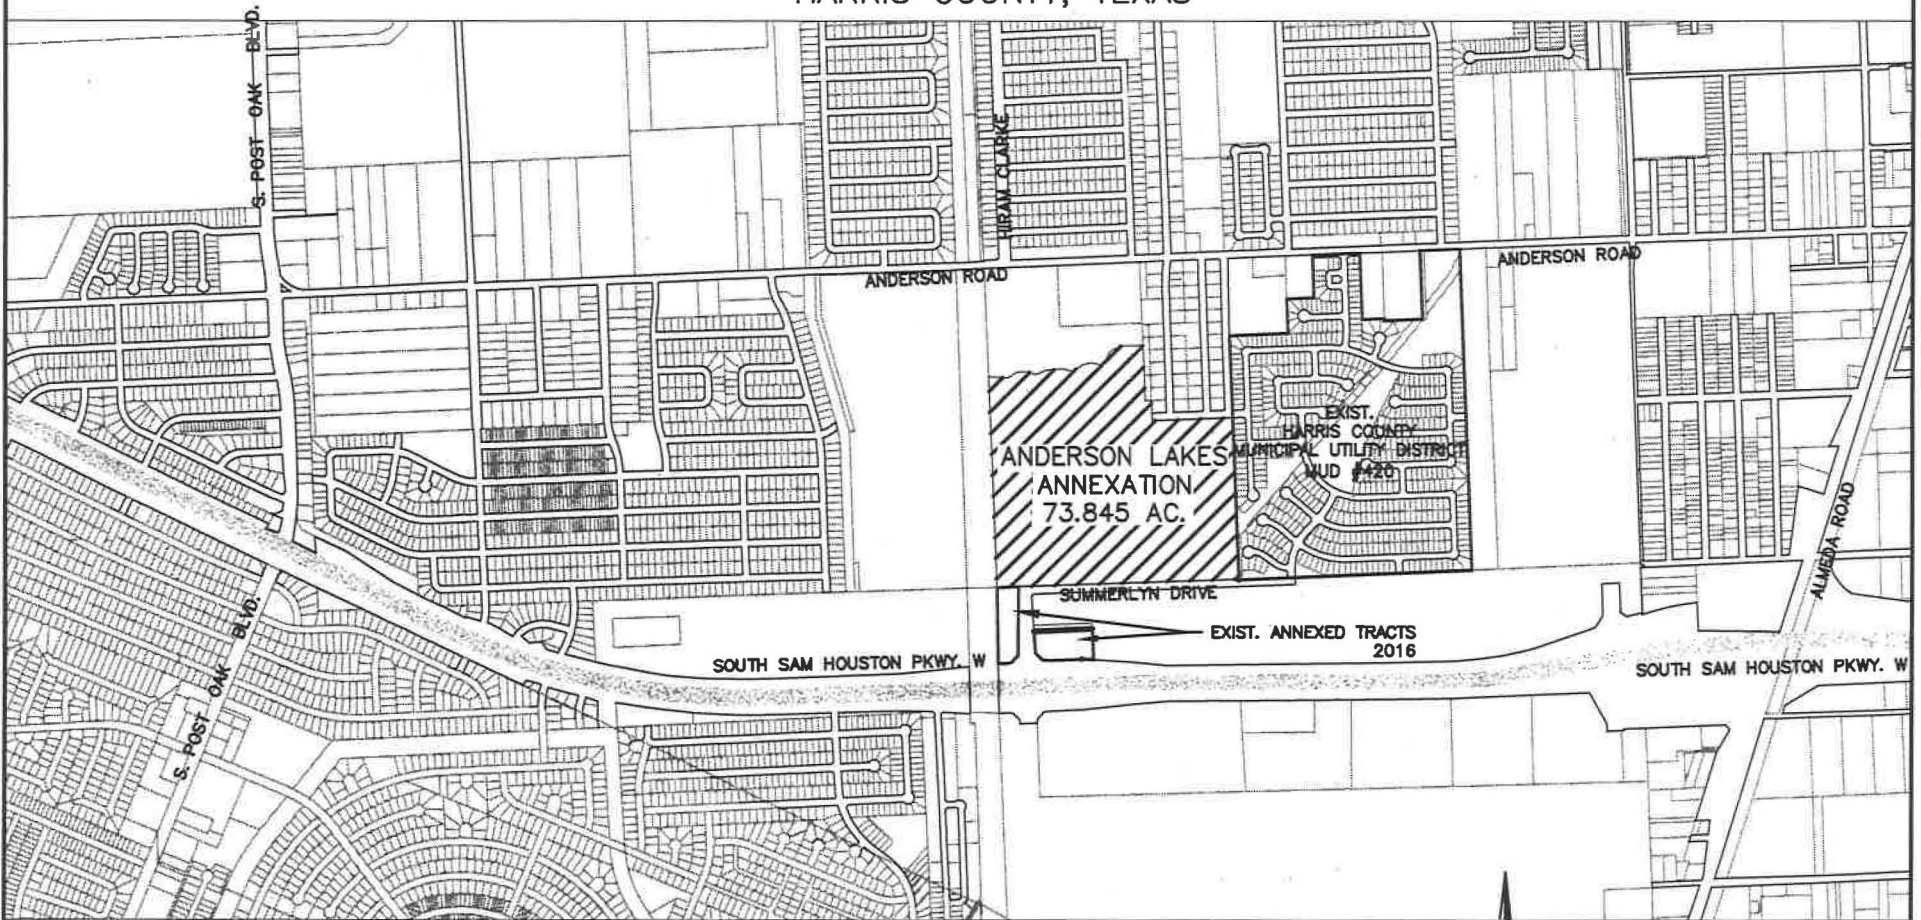 HARRIS COUNTY, TEXAS
S. POST OAK BLVD.
HIRAM CLARKE
ANDERSON ROAD
ANDERSON ROAD
EXIST.
HARRIS COUNTY
MUNICIPAL UTILITY DISTRICT
MUD #420
ANDERSON LAKES
ANNEXATION
73.845 AC.
ALMEDA ROAD
SUMMERLYN DRIVE
EXIST. ANNEXED TRACTS
2016
SOUTH SAM HOUSTON PKWY. W
SOUTH SAM HOUSTON PKWY. W
S. POST OAK BLVD.